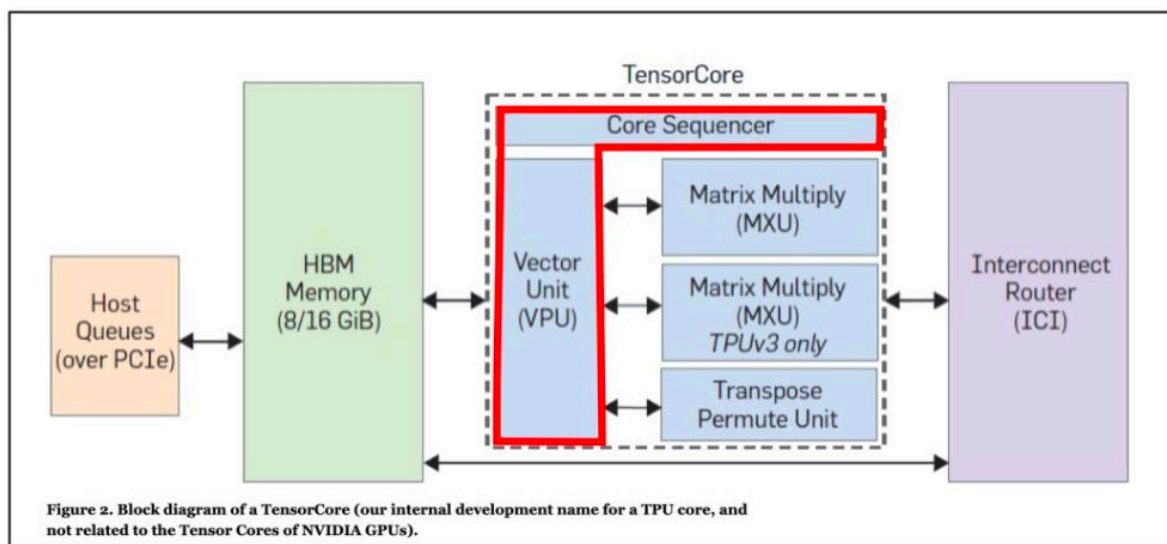 TensorCore
Core Sequencer
Host
Queues
(over PCIe)
HBM
Memory
(8/16 GiB)
Vector
Unit
(VPU)
Matrix Multiply
(MXU)
Matrix Multiply
(MXU)
TPUv3 only
Transpose
Permute Unit
Interconnect
Router
(ICI)
Figure 2. Block diagram of a TensorCore (our internal development name for a TPU core, and
not related to the Tensor Cores of NVIDIA GPUs).